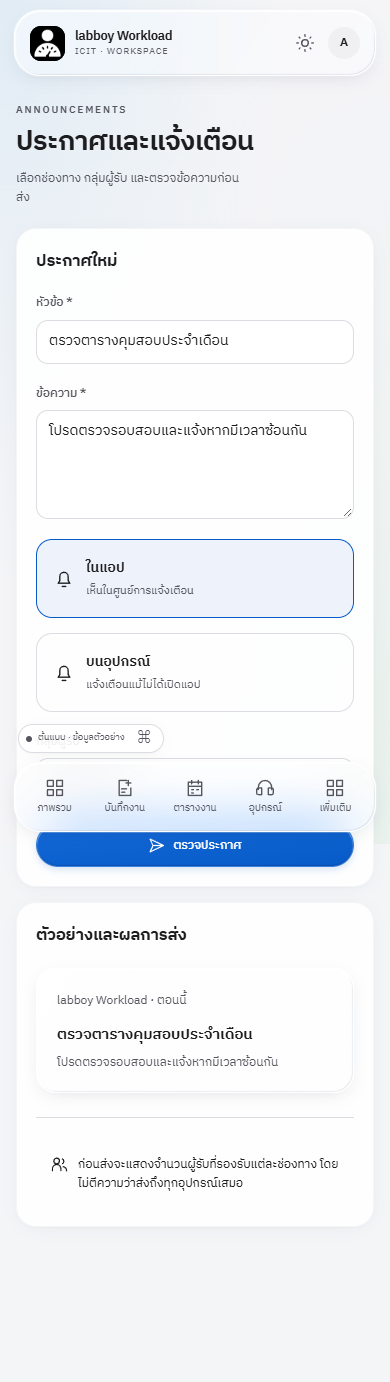 labboy Workload
ICIT · WORKSPACE
A
ANNOUNCEMENTS
ประกาศและแจ้งเตือน
เลือกช่องทาง กลุ่มผู้รับ และตรวจข้อความก่อน
ส่ง
ประกาศใหม่
หัวข้อ *
ตรวจตารางคุมสอบประจำเดือน
ข้อความ *
โปรดตรวจรอบสอบและแจ้งหากมีเวลาซ้อนกัน
ในแอป
เห็นในศูนย์การแจ้งเตือน
บนอุปกรณ์
แจ้งเตือนแม้ไม่ได้เปิดแอป
ต้นแบบ · ข้อมูลตัวอย่าง ⌘
ภาพรวม บันทึกงาน ตารางงาน อุปกรณ์ เพิ่มเติม
ตรวจประกาศ
ตัวอย่างและผลการส่ง
labboy Workload · ตอนนี้
ตรวจตารางคุมสอบประจำเดือน
โปรดตรวจรอบสอบและแจ้งหากมีเวลาซ้อนกัน
ก่อนส่งจะแสดงจำนวนผู้รับที่รองรับแต่ละช่องทาง โดย
ไม่ตีความว่าส่งถึงทุกอุปกรณ์เสมอ